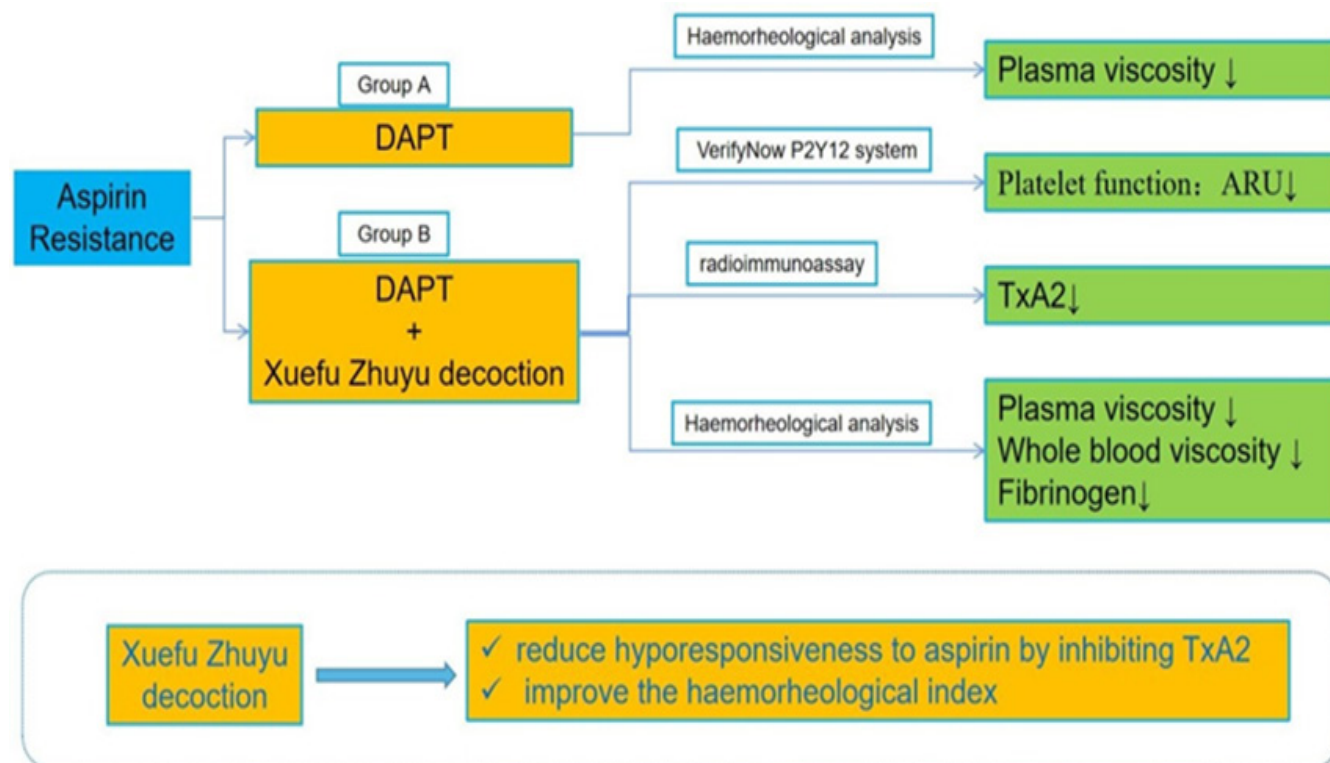 Haemorheological analysis
Plasma viscosity ↓
Group A
DAPT
VerifyNow P2Y12 system
Platelet function: ARU↓
Aspirin
Resistance
Group B
DAPT
+
Xuefu Zhuyu decoction
radioimmunoassay
TxA2↓
Haemorheological analysis
Plasma viscosity ↓
Whole blood viscosity ↓
Fibrinogen↓
Xuefu Zhuyu
decoction
✓ reduce hyporesponsiveness to aspirin by inhibiting TxA2
✓ improve the haemorheological index